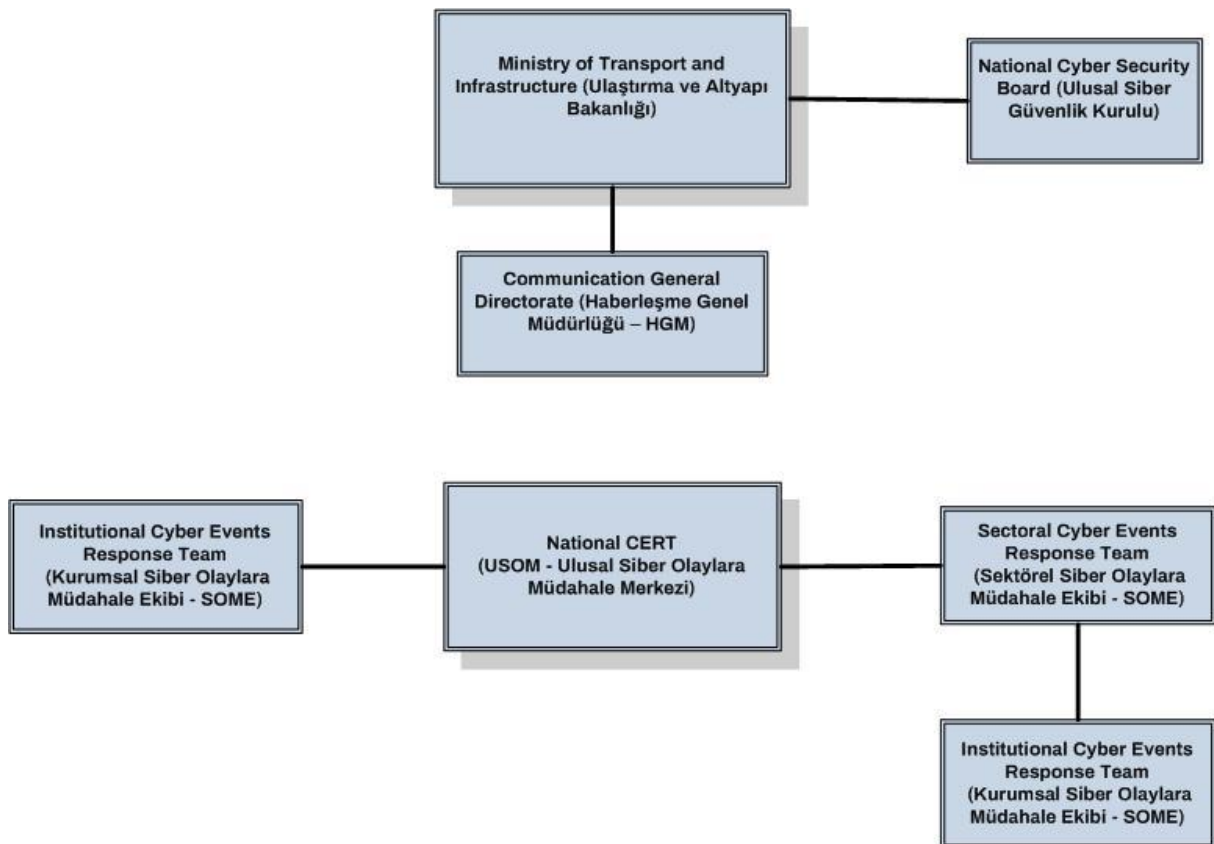 Ministry of Transport and
Infrastructure (Ulaştırma ve Altyapı
Bakanlığı)
National Cyber Security
Board (Ulusal Siber
Güvenlik Kurulu)
Communication General
Directorate (Haberleşme Genel
Müdürlüğü – HGM)
Institutional Cyber Events
Response Team
(Kurumsal Siber Olaylara
Müdahale Ekibi - SOME)
National CERT
(USOM - Ulusal Siber Olaylara
Müdahale Merkezi)
Sectoral Cyber Events
Response Team
(Sektörel Siber Olaylara
Müdahale Ekibi - SOME)
Institutional Cyber Events
Response Team
(Kurumsal Siber Olaylara
Müdahale Ekibi - SOME)